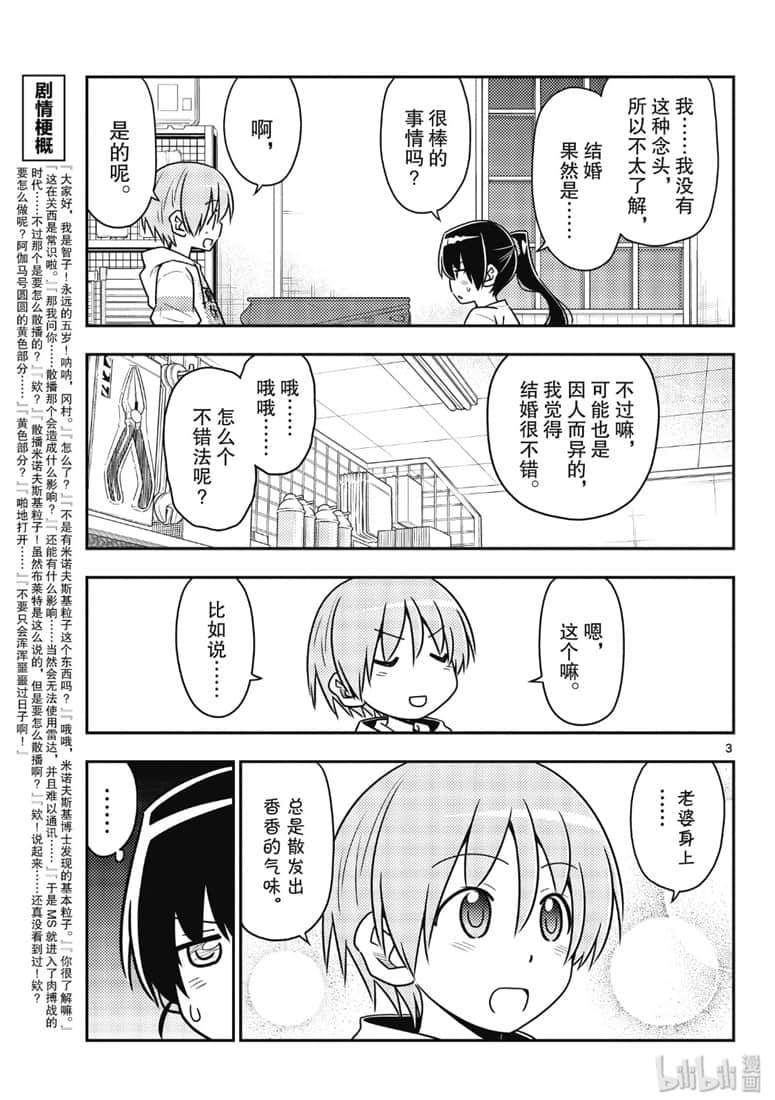 我……我没有
这种念头，
所以不太了解，
结婚
果然是……
很棒的
事情吗？
啊，
是的呢。
不过嘛，
可能也是
因人而异的，
我觉得
结婚很不错。
哦……
哦哦……
怎么个
不错法呢？
嗯，
这个嘛。
比如说……
3
老婆身上
总是散发出
香香的气味。
……
剧情梗概
『大家好，我是智子！永远的五岁！呐呐，冈村。』『怎么了？』『不是有米诺夫斯基粒子这个东西吗？』『哦哦，米诺夫斯基博士发现的基本粒子。』『你很了解嘛。』
『这在关西是常识啦。』『那我问你……散播那个会造成什么影响？』『还能有什么影响……当然会无法使用雷达，并且难以通讯……』『于是MS就进入了肉搏战的
时代……不过那个是要怎么散播的？』『欸？』『散播米诺夫斯基粒子！虽然布莱特是这么说的，但是要怎么散播啊？』『欸！说起来……还真没看到过！欸？
要怎么做呢？阿伽马号圆圆的黄色部分……』『黄色部分？』『啪地打开……』『不要只会浑浑噩噩过日子啊！』
bilibili
漫画